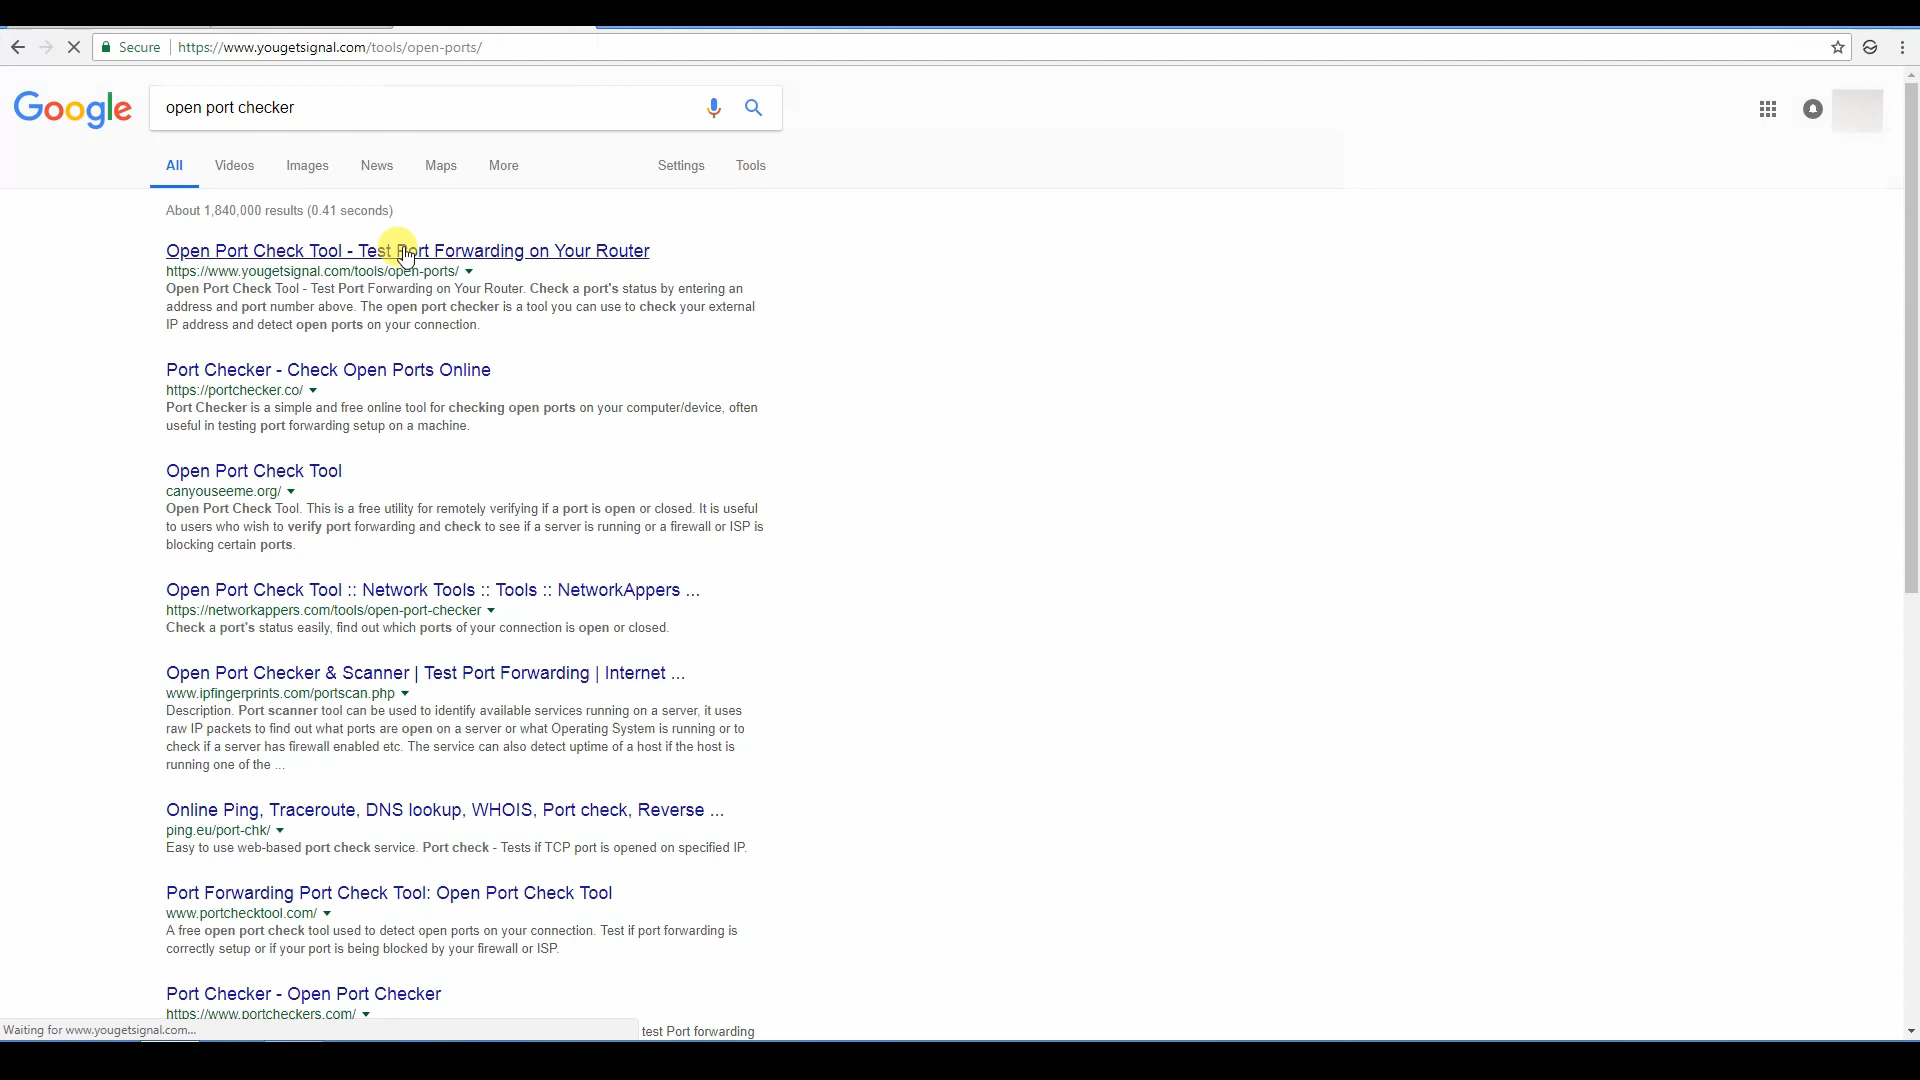 Secure https://www.yougetsignal.com/tools/open-ports/
Google
open port checker
All Videos Images News Maps More Settings Tools
About 1,840,000 results (0.41 seconds)
Open Port Check Tool - Test Port Forwarding on Your Router
https://www.yougetsignal.com/tools/open-ports/
Open Port Check Tool - Test Port Forwarding on Your Router. Check a port's status by entering an
address and port number above. The open port checker is a tool you can use to check your external
IP address and detect open ports on your connection.
Port Checker - Check Open Ports Online
https://portchecker.co/
Port Checker is a simple and free online tool for checking open ports on your computer/device, often
useful in testing port forwarding setup on a machine.
Open Port Check Tool
canyouseeme.org/
Open Port Check Tool. This is a free utility for remotely verifying if a port is open or closed. It is useful
to users who wish to verify port forwarding and check to see if a server is running or a firewall or ISP is
blocking certain ports.
Open Port Check Tool :: Network Tools :: Tools :: NetworkAppers ...
https://networkappers.com/tools/open-port-checker
Check a port's status easily, find out which ports of your connection is open or closed.
Open Port Checker & Scanner | Test Port Forwarding | Internet ...
www.ipfingerprints.com/portscan.php
Description. Port scanner tool can be used to identify available services running on a server, it uses
raw IP packets to find out what ports are open on a server or what Operating System is running or to
check if a server has firewall enabled etc. The service can also detect uptime of a host if the host is
running one of the ...
Online Ping, Traceroute, DNS lookup, WHOIS, Port check, Reverse ...
ping.eu/port-chk/
Easy to use web-based port check service. Port check - Tests if TCP port is opened on specified IP.
Port Forwarding Port Check Tool: Open Port Check Tool
www.portchecktool.com/
A free open port check tool used to detect open ports on your connection. Test if port forwarding is
correctly setup or if your port is being blocked by your firewall or ISP.
Port Checker - Open Port Checker
https://www.portcheckers.com/
Waiting for www.yougetsignal.com... test Port forwarding